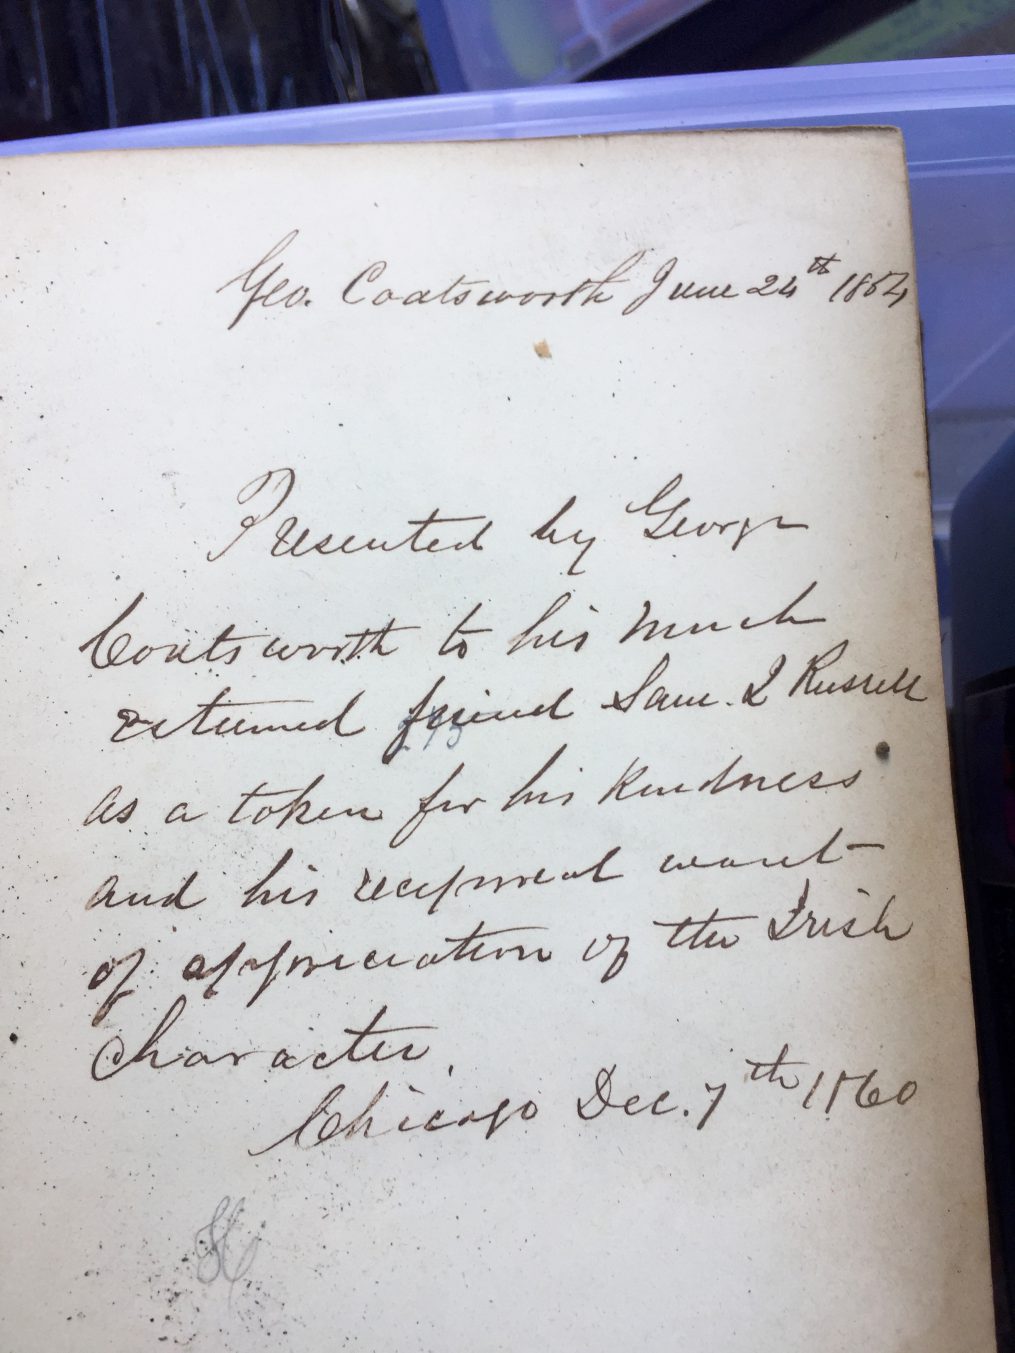 Geo. Coatsworth June 24th 1854
Presented by George
Coatsworth to his much
esteemed friend Sam. J Russell
as a token for his kindness
and his reciprocal want
of appreciation of the Irish
character.
Chicago Dec. 7th 1860